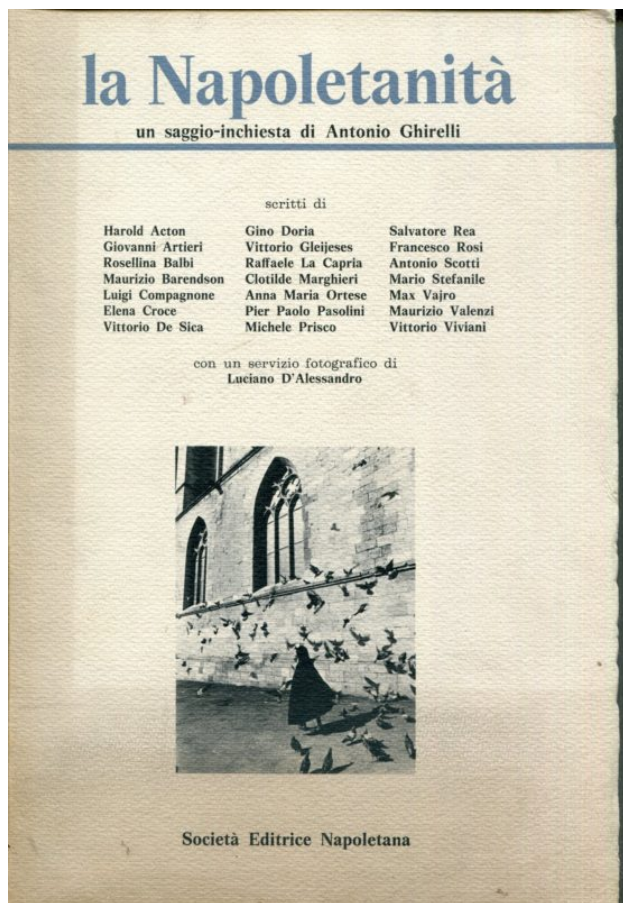 la Napoletanità
un saggio-inchiesta di Antonio Ghirelli
scritti di
Harold Acton
Giovanni Artieri
Rosellina Balbi
Maurizio Barendson
Luigi Compagnone
Elena Croce
Vittorio De Sica
Gino Doria
Vittorio Gleijeses
Raffaele La Capria
Clotilde Marghieri
Anna Maria Ortese
Pier Paolo Pasolini
Michele Prisco
Salvatore Rea
Francesco Rosi
Antonio Scotti
Mario Stefanile
Max Vajro
Maurizio Valenzi
Vittorio Viviani
con un servizio fotografico di
Luciano D'Alessandro
Società Editrice Napoletana